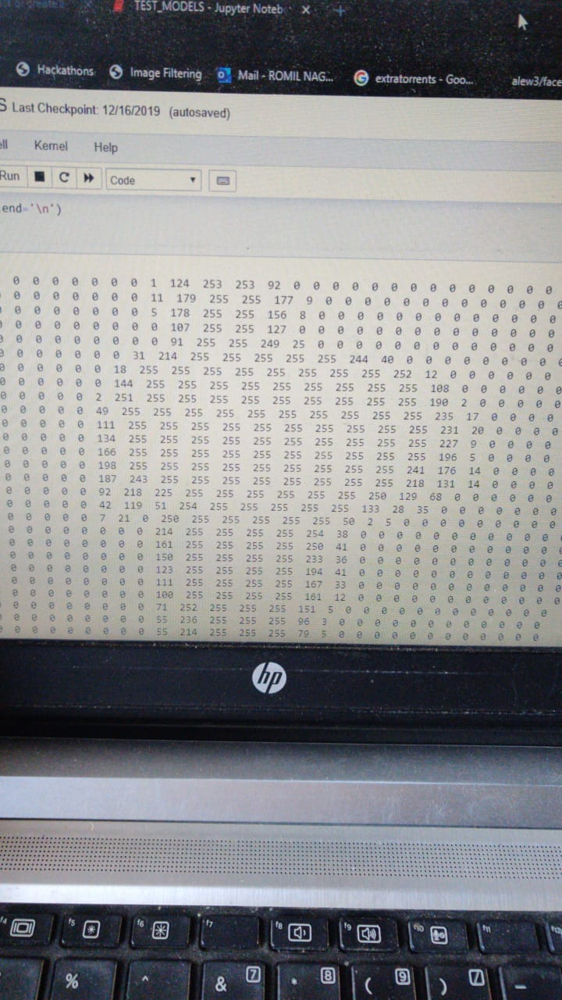 TEST_MODELS - Jupyter Noteb
Hackathons Image Filtering Mail - ROMIL NAG... extratorrents - Goo... alew3/face
S Last Checkpoint: 12/16/2019 (autosaved)
ell Kernel Help
Run Code
end='\n')
0 0 0 0 0 0 0 1 124 253 253 92 0 0 0 0 0 0 0 0 0 0 0 0 0 0
0 0 0 0 0 0 0 0 11 179 255 255 177 9 0 0 0 0 0 0 0 0 0 0 0 0 0
0 0 0 0 0 0 0 0 5 178 255 255 156 8 0 0 0 0 0 0 0 0 0 0 0 0 0
0 0 0 0 0 0 0 0 0 107 255 255 127 0 0 0 0 0 0 0 0 0 0 0 0 0 0
0 0 0 0 0 0 0 0 0 91 255 255 249 25 0 0 0 0 0 0 0 0 0 0 0 0 0
0 0 0 0 0 0 0 31 214 255 255 255 255 255 244 40 0 0 0 0 0 0 0 0 0
0 0 0 0 0 0 18 255 255 255 255 255 255 255 255 252 12 0 0 0 0 0 0
0 0 0 0 0 0 144 255 255 255 255 255 255 255 255 255 108 0 0 0 0 0
0 0 0 0 0 2 251 255 255 255 255 255 255 255 255 255 190 2 0 0 0 0
0 0 0 0 0 49 255 255 255 255 255 255 255 255 255 255 235 17 0 0 0 0
0 0 0 0 0 111 255 255 255 255 255 255 255 255 255 255 231 20 0 0 0 0
0 0 0 0 0 134 255 255 255 255 255 255 255 255 255 255 227 9 0 0 0 0
0 0 0 0 0 166 255 255 255 255 255 255 255 255 255 255 196 5 0 0 0 0
0 0 0 0 0 198 255 255 255 255 255 255 255 255 255 241 176 14 0 0 0 0
0 0 0 0 0 187 243 255 255 255 255 255 255 255 255 218 131 14 0 0 0 0
0 0 0 0 0 92 218 225 255 255 255 255 255 255 250 129 68 0 0 0 0 0 0
0 0 0 0 0 42 119 51 254 255 255 255 255 255 133 28 35 0 0 0 0 0 0
0 0 0 0 0 7 21 0 250 255 255 255 255 255 50 2 5 0 0 0 0 0 0 0 0
0 0 0 0 0 0 0 0 214 255 255 255 255 254 38 0 0 0 0 0 0 0 0 0 0
0 0 0 0 0 0 0 161 255 255 255 255 250 41 0 0 0 0 0 0 0 0 0 0
0 0 0 0 0 0 0 150 255 255 255 255 233 36 0 0 0 0 0 0 0 0 0 0
0 0 0 0 0 0 0 123 255 255 255 255 194 41 0 0 0 0 0 0 0 0 0 0
0 0 0 0 0 0 0 111 255 255 255 255 167 33 0 0 0 0 0 0 0 0 0 0
0 0 0 0 0 0 0 100 255 255 255 255 161 12 0 0 0 0 0 0 0 0 0 0
0 0 0 0 0 0 0 0 71 252 255 255 255 151 5 0 0 0 0 0 0 0 0 0 0 0
0 0 0 0 0 0 0 0 55 236 255 255 255 96 3 0 0 0 0 0 0 0 0 0 0 0
0 0 0 0 0 0 0 0 55 214 255 255 255 79 5 0 0 0 0 0 0 0 0 0 0 0
hp
f4 f5 f6 f7 f8 f9 f10 f11 f12
% ^ & 7 * 8 ( 9 ) / _